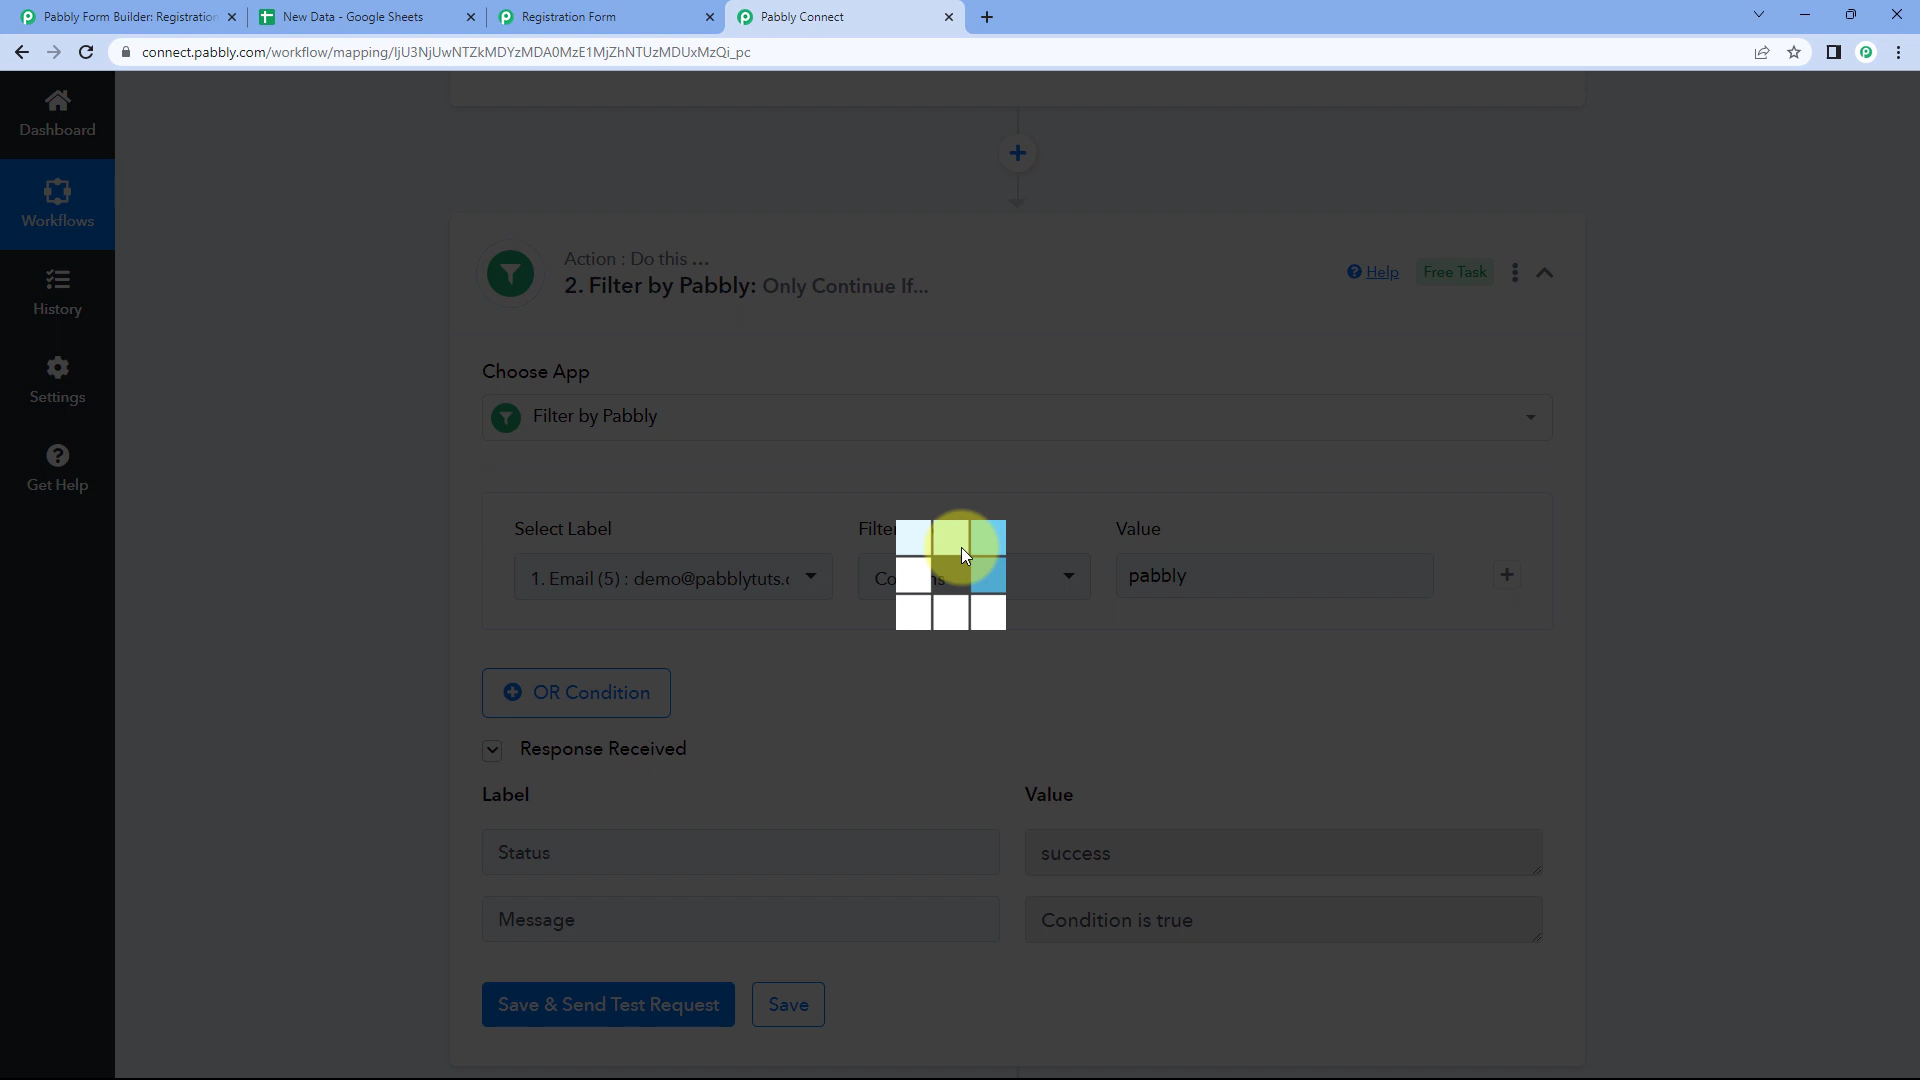 Pabbly Form Builder: Registration
New Data - Google Sheets
Registration Form
Pabbly Connect
connect.pabbly.com/workflow/mapping/IjU3NjUwNTZkMDYzMDA0MzE1MjZhNTUzMDUxMzQi_pc
Dashboard
Workflows
History
Settings
Get Help
Action : Do this ...
2. Filter by Pabbly: Only Continue If...
Help
Free Task
Choose App
Filter by Pabbly
Select Label
Value
1. Email (5) : demo@pabblytuts.c
pabbly
OR Condition
Response Received
Label
Value
Status
success
Message
Condition is true
Save & Send Test Request
Save